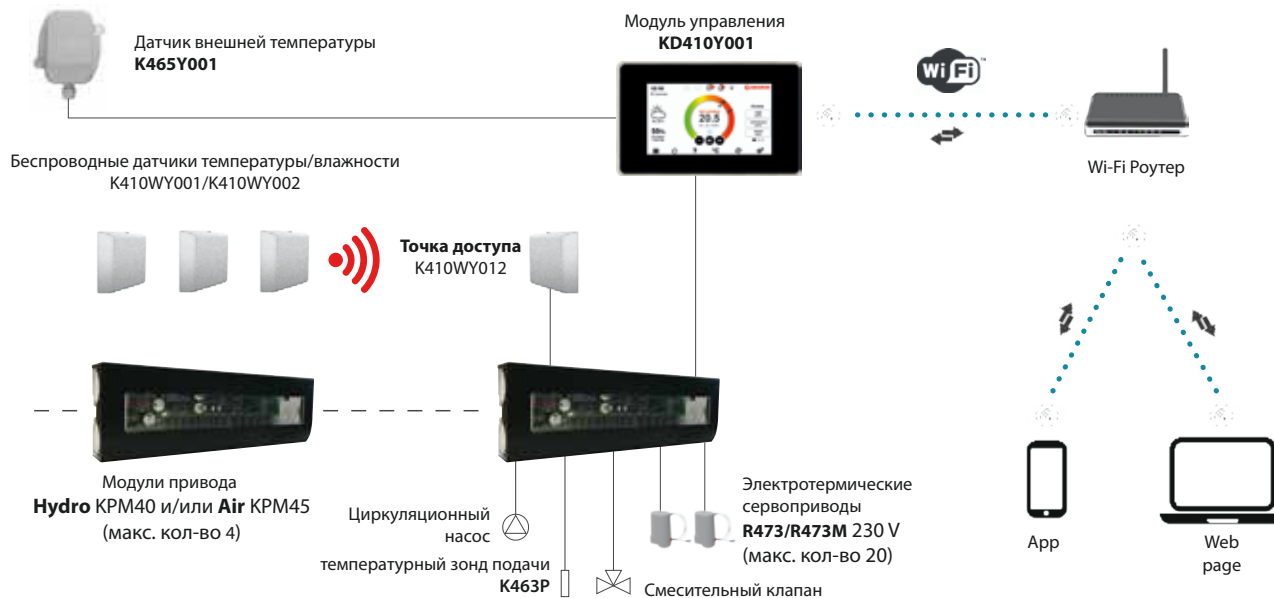 Датчик внешней температуры
K465Y001
Модуль управления
KD410Y001
Wi Fi
20.5
Wi-Fi Роутер
Беспроводные датчики температуры/влажности
K410WY001/K410WY002
Точка доступа
K410WY012
Модули привода
Hydro KPM40 и/или Air KPM45
(макс. кол-во 4)
Циркуляционный
насос
температурный зонд подачи
K463P
Смесительный клапан
Электротермические
сервоприводы
R473/R473M 230 V
(макс. кол-во 20)
App
Web
page